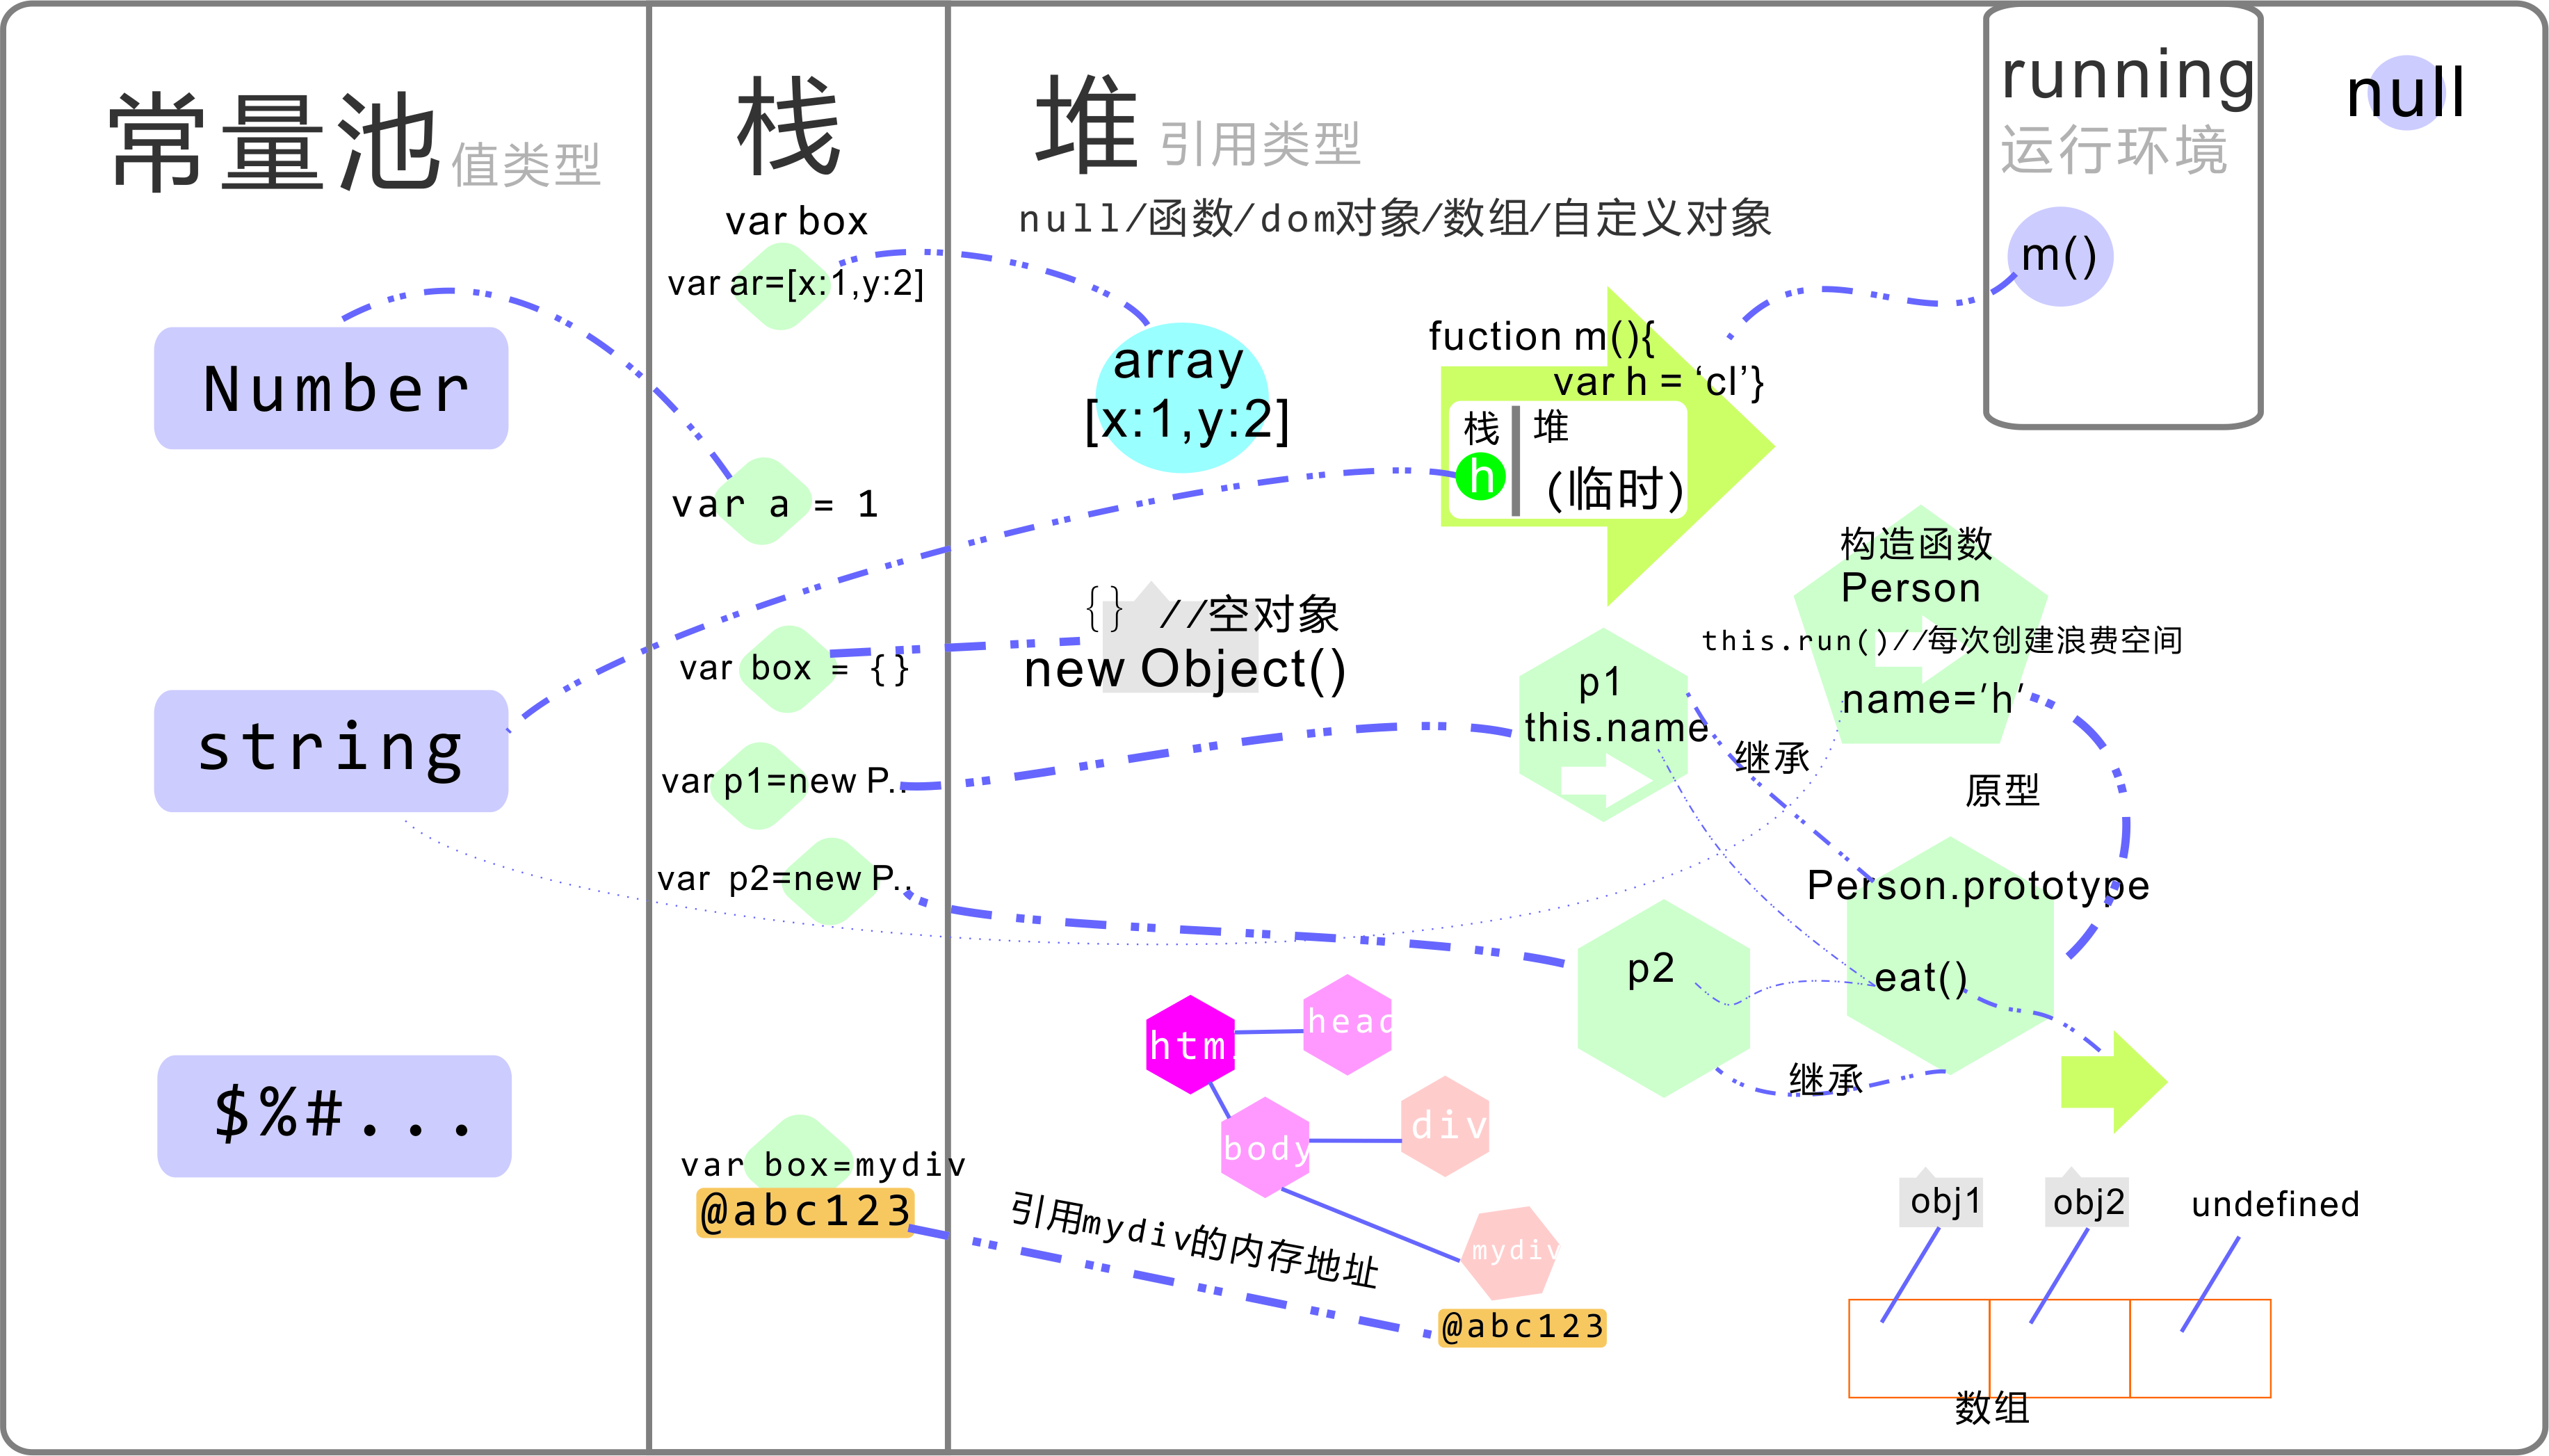 常量池 值类型
Number
string
$%#...
栈
var box
var ar=[x:1,y:2]
var a = 1
var box = {}
var p1=new P..
var p2=new P..
var box=mydiv
@abc123
堆 引用类型
null/函数/dom对象/数组/自定义对象
array
[x:1,y:2]
fuction m(){
var h = ‘cl’}
栈 堆
h
(临时)
{} //空对象
new Object()
running
运行环境
m()
null
构造函数
Person
this.run()//每次创建浪费空间
name=‘h’
p1
this.name
继承
原型
Person.prototype
eat()
p2
继承
head
body
div
mydiv
引用mydiv的内存地址
@abc123
obj1
obj2
undefined
数组